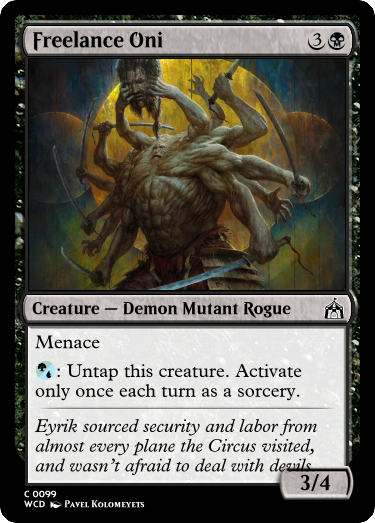 Freelance Oni 3
Creature — Demon Mutant Rogue
Menace
: Untap this creature. Activate
only once each turn as a sorcery.
Eyrik sourced security and labor from
almost every plane the Circus visited,
and wasn't afraid to deal with devils.
3/4
C 0099
WCD Pavel Kolomeyets